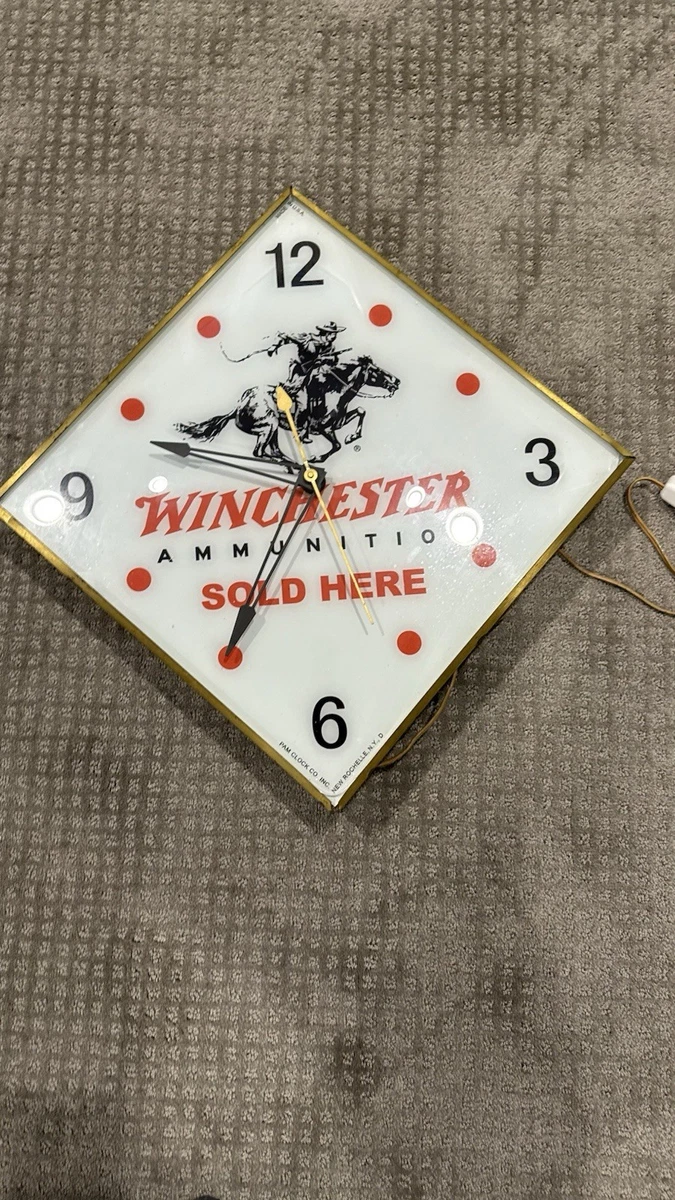 12
®
3
9
WINCHESTER
AMMUNITIO
SOLD HERE
6
PAM CLOCK CO. INC.
NEW ROCHELLE, N.Y., D